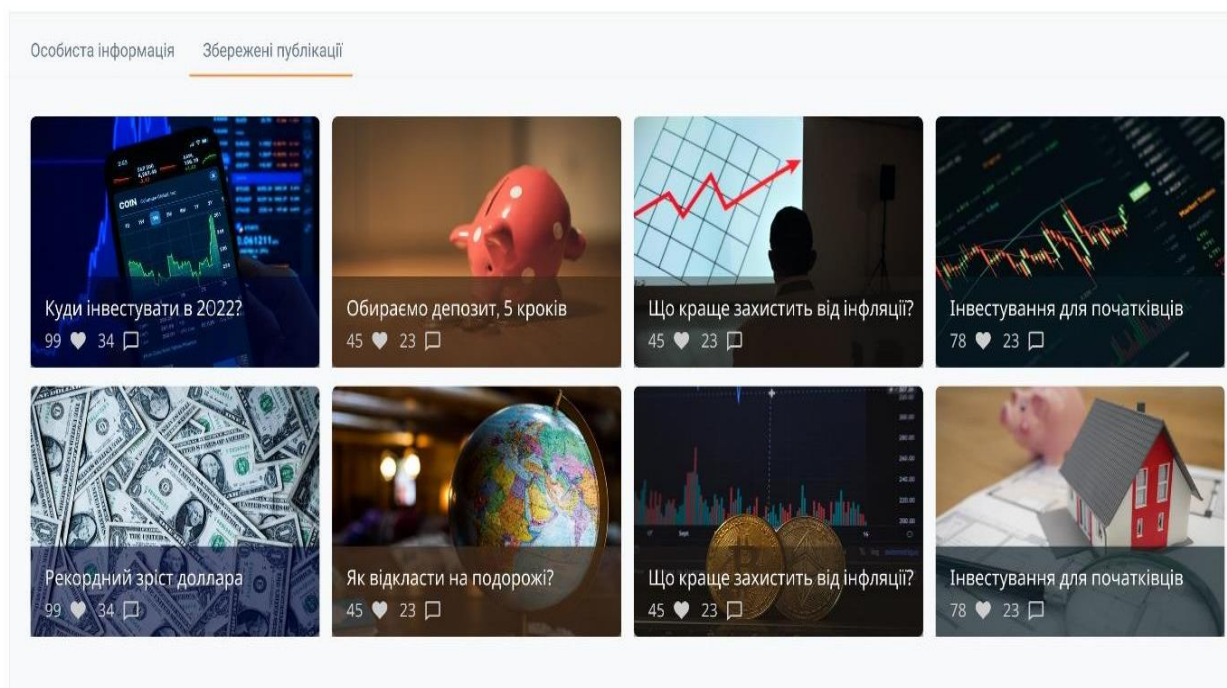 Особиста інформація Збережені публікації
Куди інвестувати в 2022?
99 34
Обираємо депозит, 5 кроків
45 23
Що краще захистить від інфляції?
45 23
Інвестування для початківців
78 23
Рекордний зріст доллара
99 34
Як відкласти на подорожі?
45 23
Що краще захистить від інфляції?
45 23
Інвестування для початківців
78 23